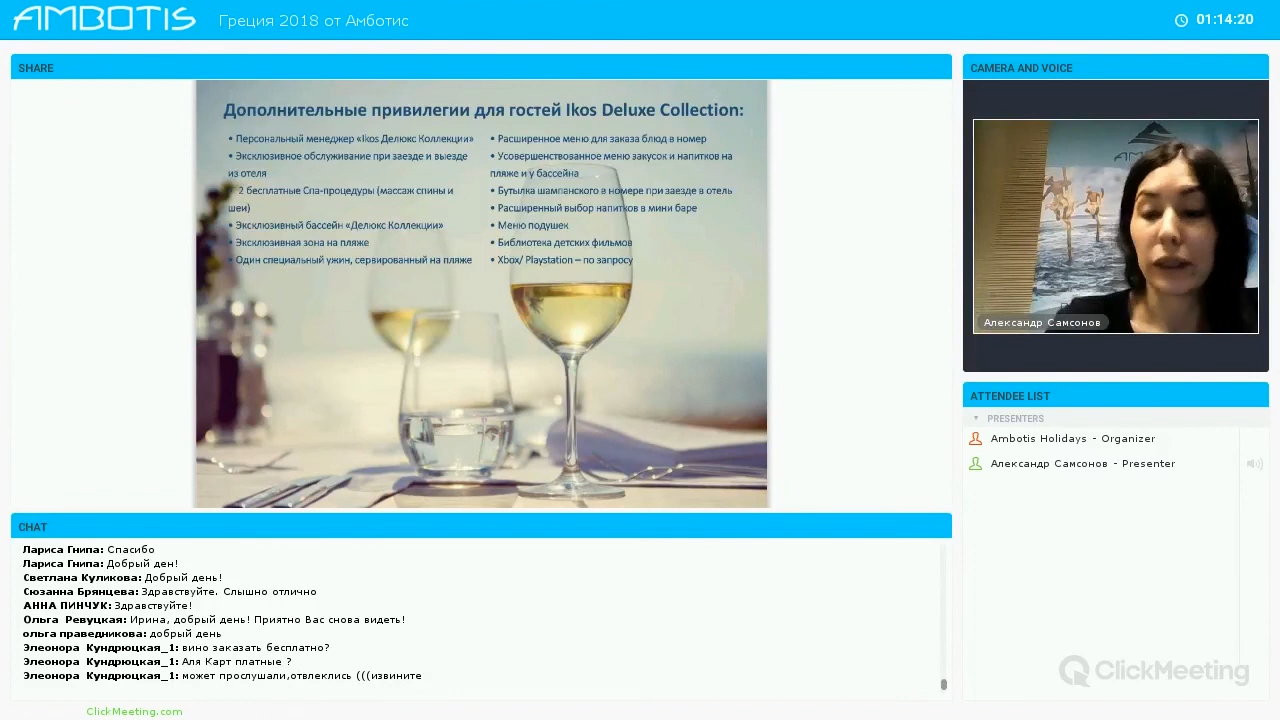 AMBOTIS
Греция 2018 от Амботис
01:14:20
SHARE
Дополнительные привилегии для гостей Ikos Deluxe Collection:
• Персональный менеджер «Ikos Делюкс Коллекции»
• Эксклюзивное обслуживание при заезде и выезде
из отеля
2 бесплатные Спа-процедуры (массаж спины и
шеи)
• Эксклюзивный бассейн «Делюкс Коллекции»
• Эксклюзивная зона на пляже
• Один специальный ужин, сервированный на пляже
• Расширенное меню для заказа блюд в номер
• Усовершенствованное меню закусок и напитков на
пляже и у бассейна
• Бутылка шампанского в номере при заезде в отель
• Расширенный выбор напитков в мини баре
• Меню подушек
• Библиотека детских фильмов
• Xbox/ Playstation – по запросу
CAMERA AND VOICE
Александр Самсонов
ATTENDEE LIST
PRESENTERS
Ambotis Holidays - Organizer
Александр Самсонов - Presenter
CHAT
Лариса Гнипа: Спасибо
Лариса Гнипа: Добрый ден!
Светлана Куликова: Добрый день!
Сюзанна Брянцева: Здравствуйте. Слышно отлично
АННА ПИНЧУК: Здравствуйте!
Ольга Ревуцкая: Ирина, добрый день! Приятно Вас снова видеть!
ольга праведникова: добрый день
Элеонора Кундрюцкая_1: вино заказать бесплатно?
Элеонора Кундрюцкая_1: Аля Карт платные ?
Элеонора Кундрюцкая_1: может прослушали,отвлеклись (((извините
ClickMeeting
ClickMeeting.com